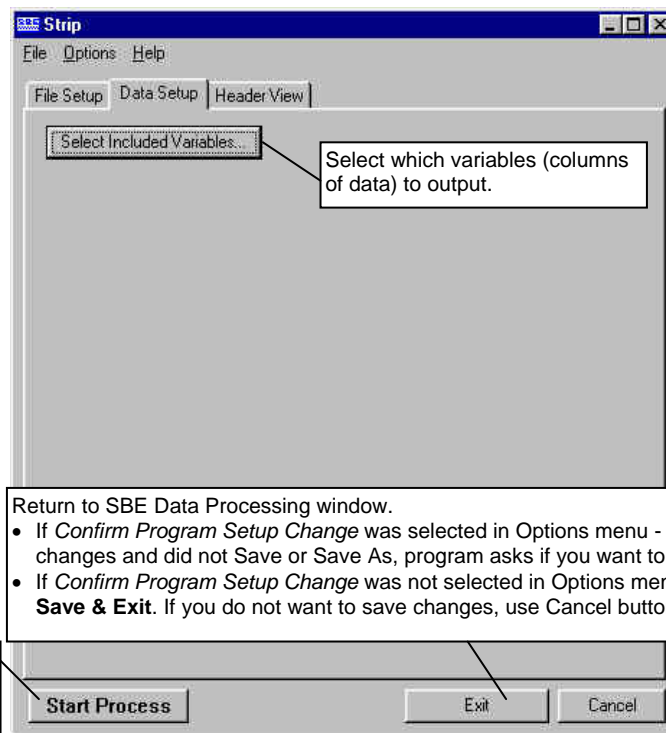 SBE Strip
File Options Help
File Setup Data Setup Header View
Select Included Variables...
Select which variables (columns
of data) to output.
Return to SBE Data Processing window.
• If Confirm Program Setup Change was selected in Options menu -
changes and did not Save or Save As, program asks if you want to
• If Confirm Program Setup Change was not selected in Options
Save & Exit. If you do not want to save changes, use Cancel
Start Process Exit Cancel